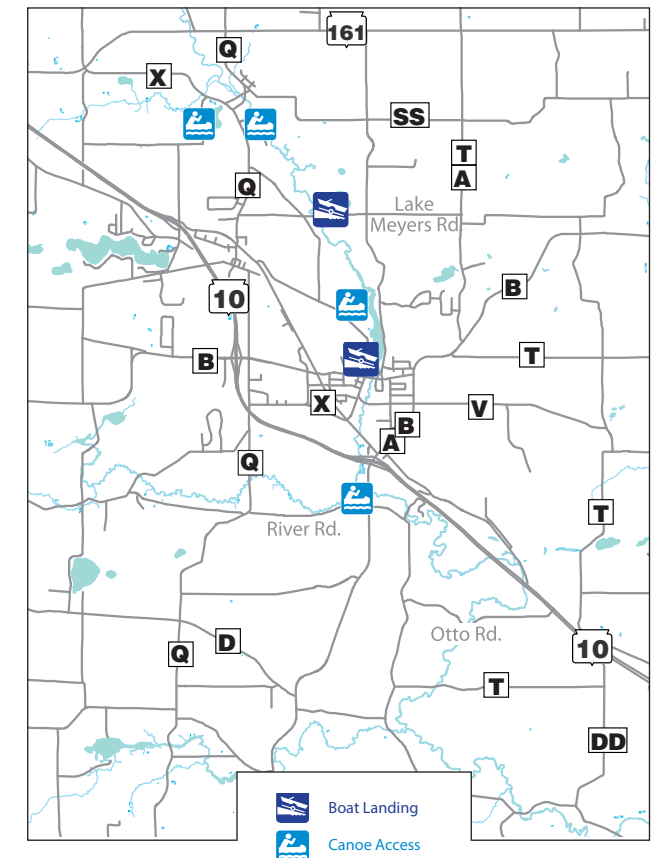 161
Q
X
SS
T
A
Q
Lake
Meyers Rd
B
10
T
B
X
V
B
A
Q
T
River Rd.
Otto Rd.
D
10
Q
T
DD
Boat Landing
Canoe Access